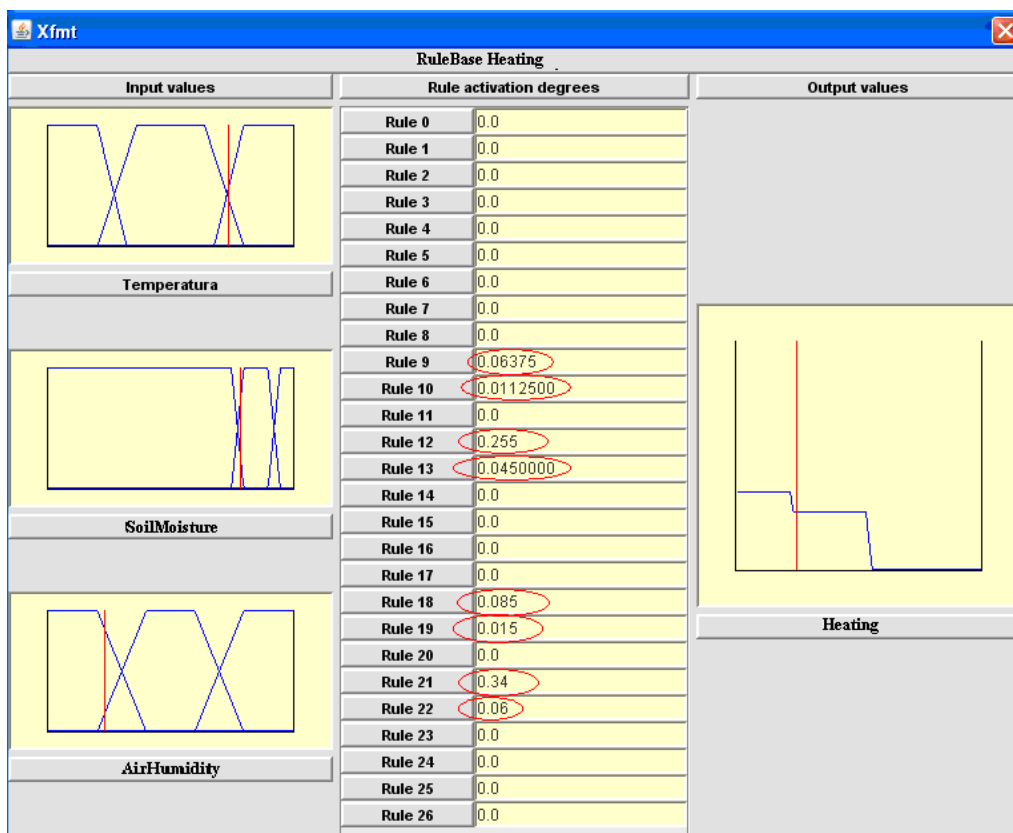 Xfmt
RuleBase Heating
Input values
Rule activation degrees
Output values
Rule 0 0.0
Rule 1 0.0
Rule 2 0.0
Rule 3 0.0
Rule 4 0.0
Rule 5 0.0
Rule 6 0.0
Rule 7 0.0
Rule 8 0.0
Rule 9 0.06375
Rule 10 0.0112500
Rule 11 0.0
Rule 12 0.255
Rule 13 0.0450000
Rule 14 0.0
Rule 15 0.0
Rule 16 0.0
Rule 17 0.0
Rule 18 0.085
Rule 19 0.015
Rule 20 0.0
Rule 21 0.34
Rule 22 0.06
Rule 23 0.0
Rule 24 0.0
Rule 25 0.0
Rule 26 0.0
Temperatura
SoilMoisture
AirHumidity
Heating